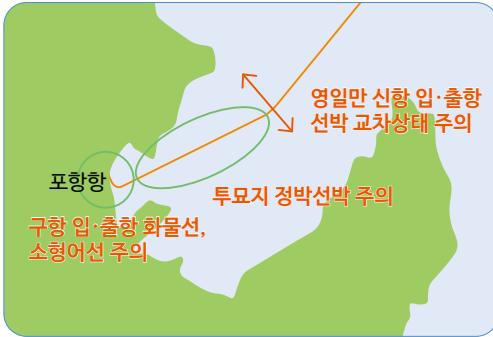 영일만 신항 입·출항
선박 교차상태 주의
포항항
투묘지 정박선박 주의
구항 입·출항 화물선,
소형어선 주의